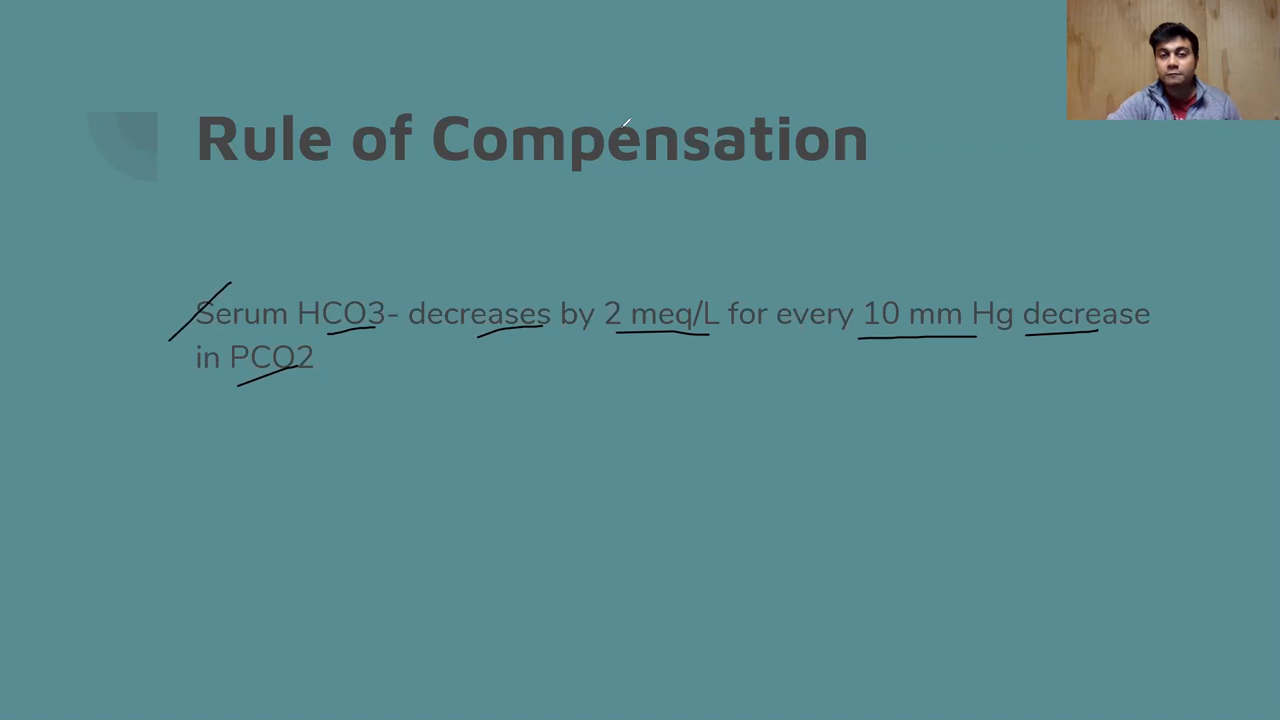 Rule of Compensation
Serum HCO3- decreases by 2 meq/L for every 10 mm Hg decrease
in PCO2